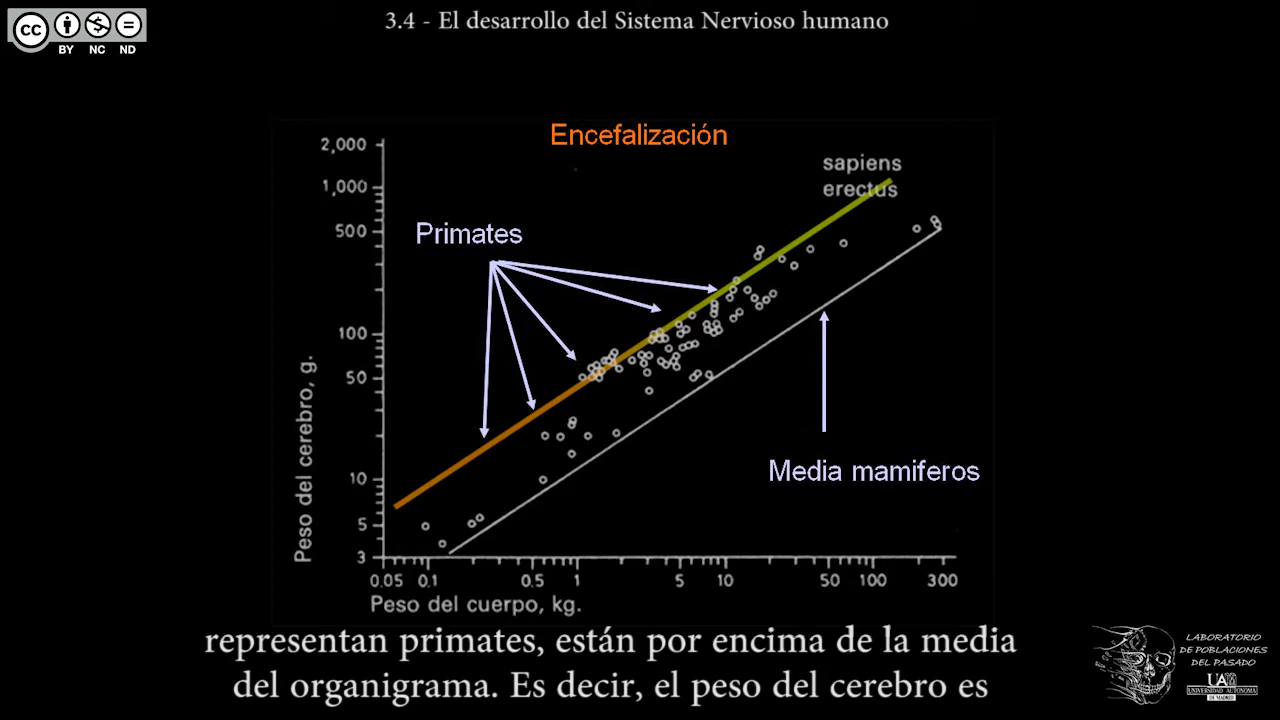 3.4 - El desarrollo del Sistema Nervioso humano
CC
BY NC ND
Encefalización
2,000
1,000
500
100
50
10
5
3
Peso del cerebro, g.
sapiens
erectus
Primates
Media mamiferos
0.05 0.1 0.5 1 5 10 50 100 300
Peso del cuerpo, kg.
representan primates, están por encima de la media
del organigrama. Es decir, el peso del cerebro es
LABORATORIO
DE POBLACIONES
DEL PASADO
UAM
UNIVERSIDAD AUTONOMA
DE MADRID